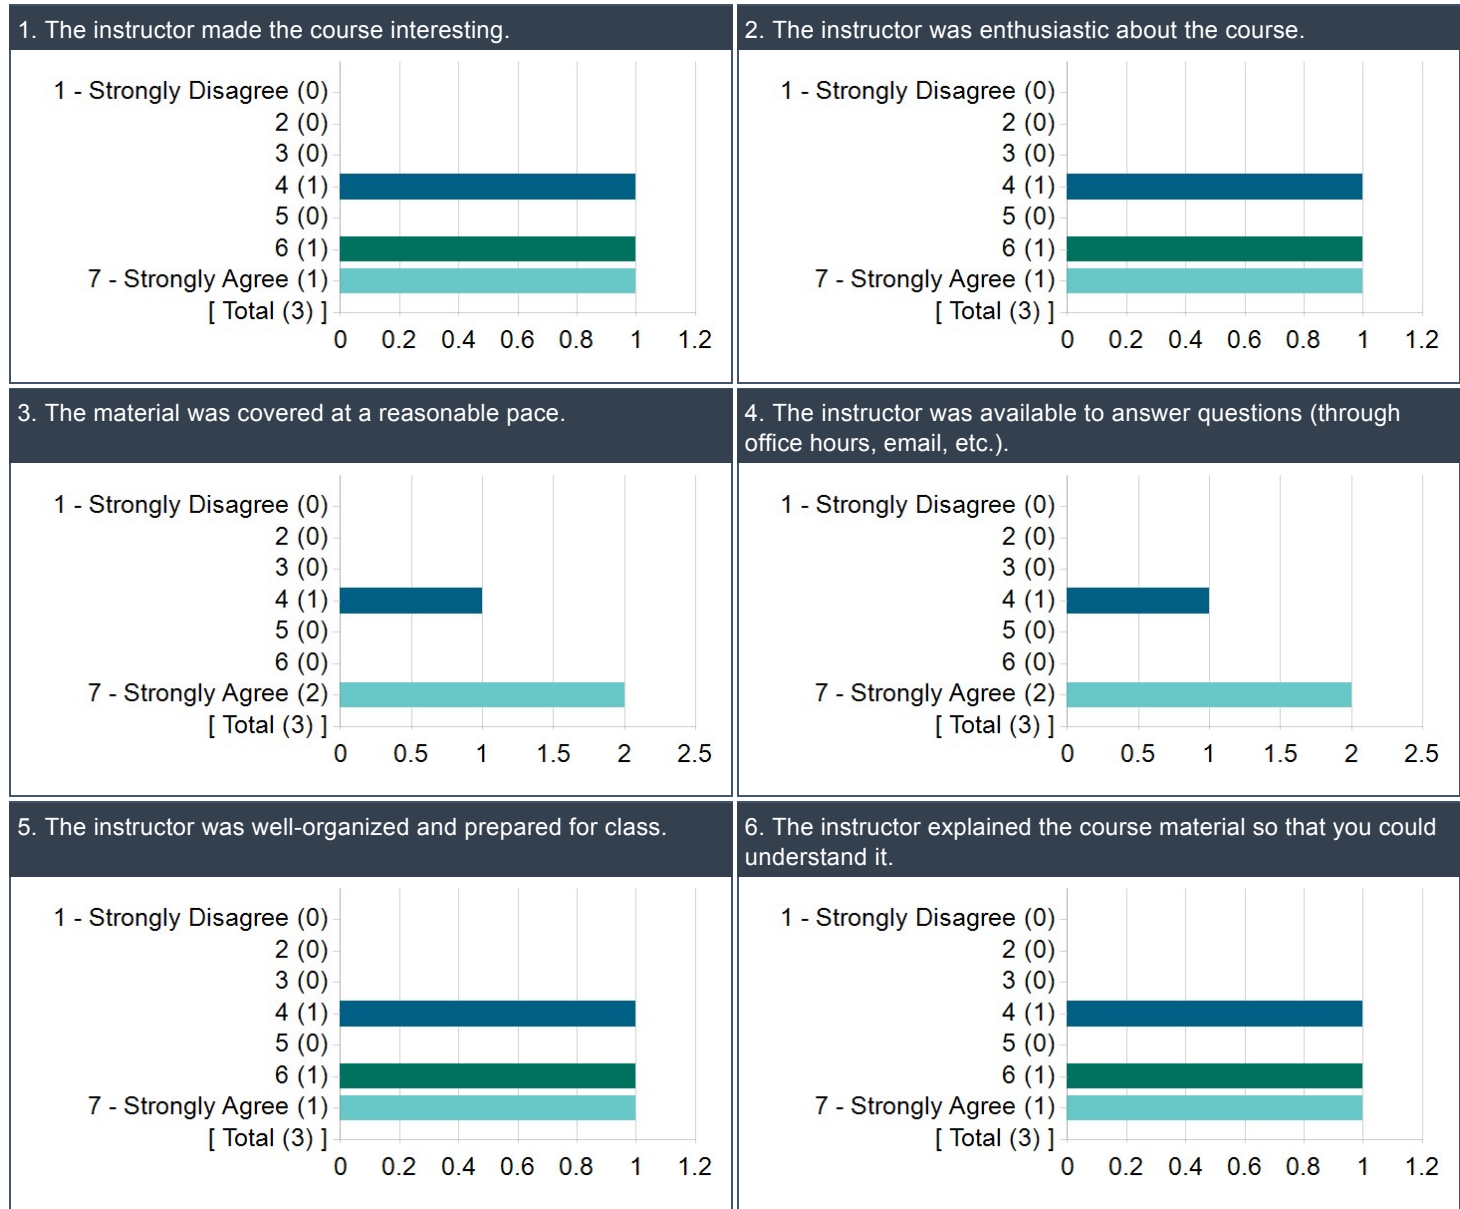 1. The instructor made the course interesting.
1 - Strongly Disagree (0)
2 (0)
3 (0)
4 (1)
5 (0)
6 (1)
7 - Strongly Agree (1)
[ Total (3) ]
0 0.2 0.4 0.6 0.8 1 1.2
2. The instructor was enthusiastic about the course.
1 - Strongly Disagree (0)
2 (0)
3 (0)
4 (1)
5 (0)
6 (1)
7 - Strongly Agree (1)
[ Total (3) ]
0 0.2 0.4 0.6 0.8 1 1.2
3. The material was covered at a reasonable pace.
1 - Strongly Disagree (0)
2 (0)
3 (0)
4 (1)
5 (0)
6 (0)
7 - Strongly Agree (2)
[ Total (3) ]
0 0.5 1 1.5 2 2.5
4. The instructor was available to answer questions (through
office hours, email, etc.).
1 - Strongly Disagree (0)
2 (0)
3 (0)
4 (1)
5 (0)
6 (0)
7 - Strongly Agree (2)
[ Total (3) ]
0 0.5 1 1.5 2 2.5
5. The instructor was well-organized and prepared for class.
1 - Strongly Disagree (0)
2 (0)
3 (0)
4 (1)
5 (0)
6 (1)
7 - Strongly Agree (1)
[ Total (3) ]
0 0.2 0.4 0.6 0.8 1 1.2
6. The instructor explained the course material so that you could
understand it.
1 - Strongly Disagree (0)
2 (0)
3 (0)
4 (1)
5 (0)
6 (1)
7 - Strongly Agree (1)
[ Total (3) ]
0 0.2 0.4 0.6 0.8 1 1.2